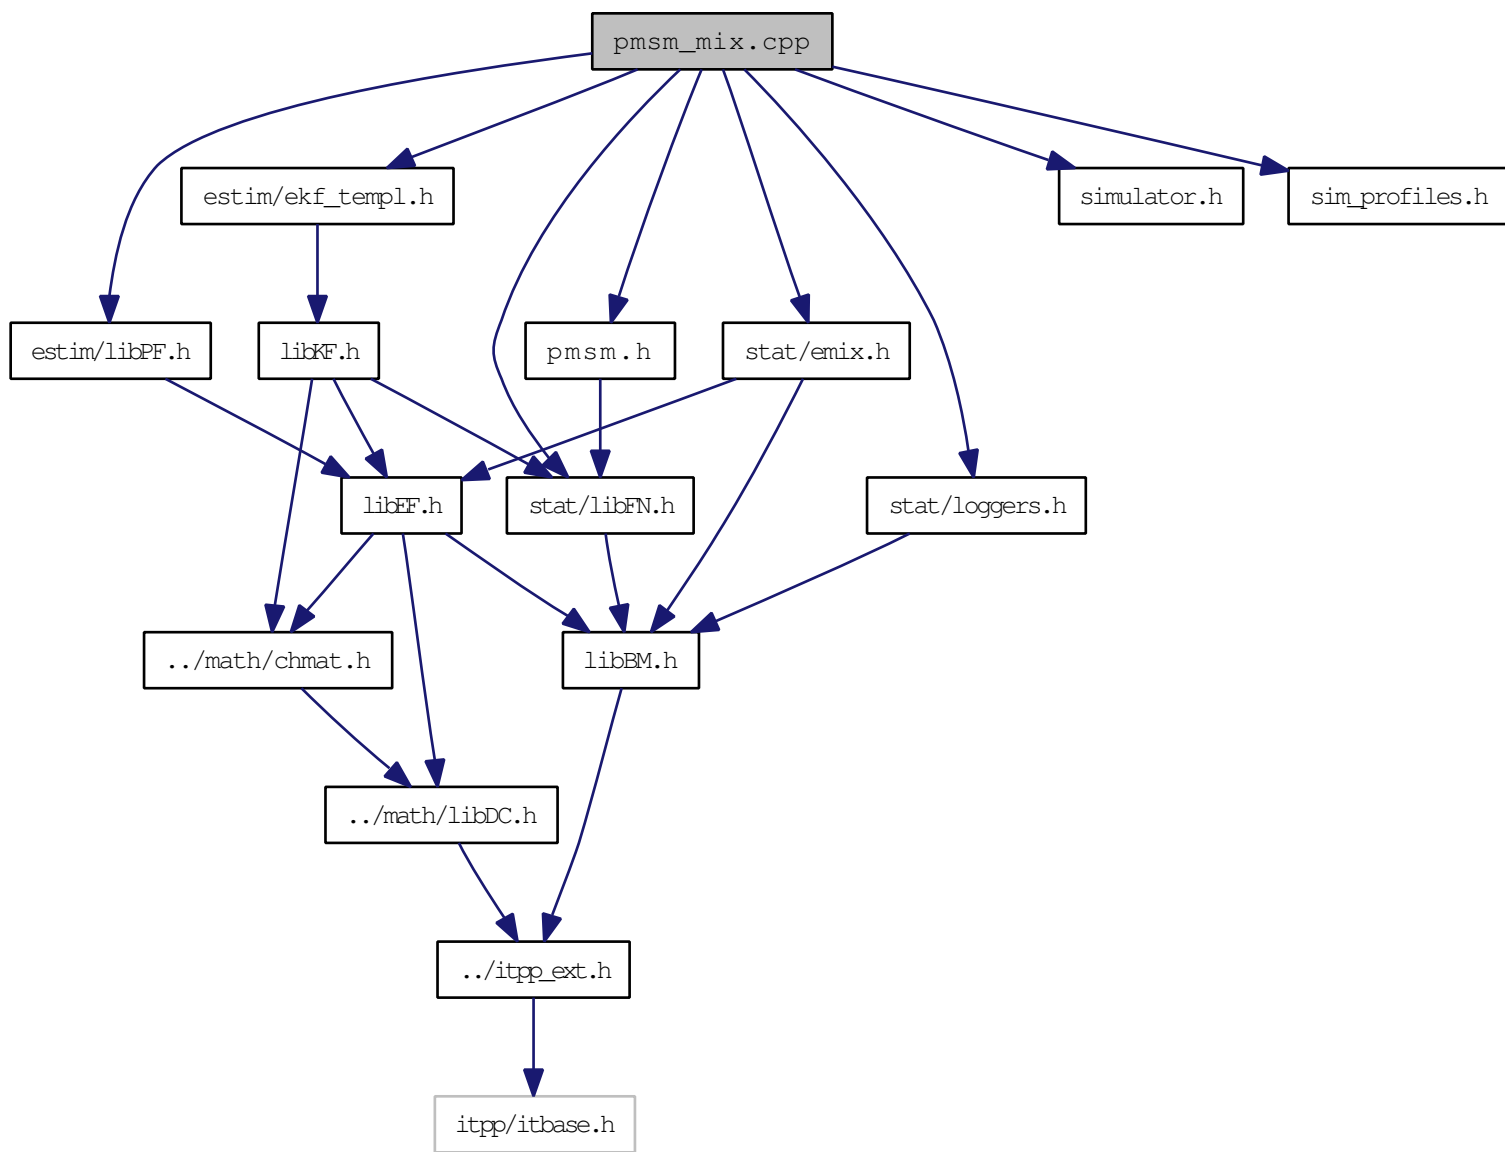 pmsm_mix.cpp
estim/ekf_templ.h
simulator.h
sim_profiles.h
estim/libPF.h
libKF.h
pmsm.h
stat/emix.h
libEF.h
stat/libFN.h
stat/loggers.h
../math/chmat.h
libBM.h
../math/libDC.h
../itpp_ext.h
itpp/itbase.h